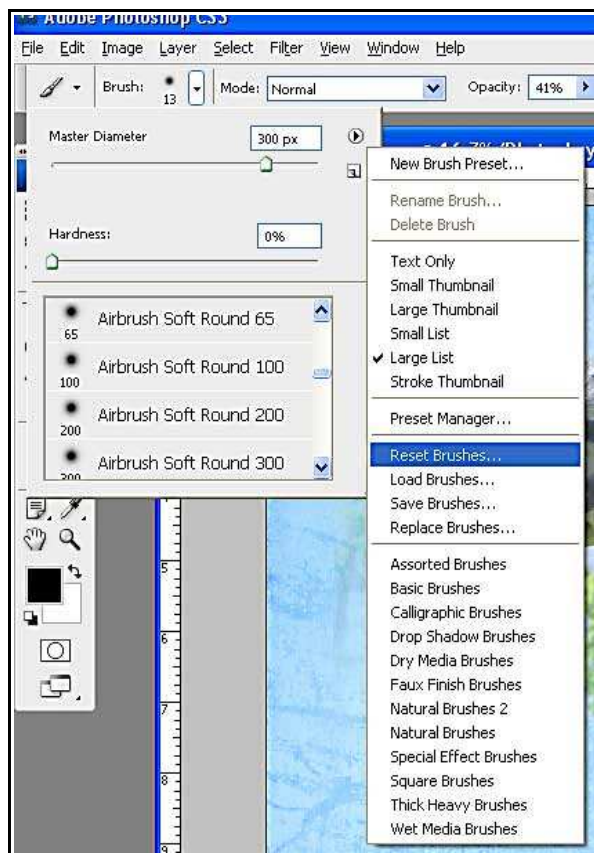 Adobe Photoshop CS3
File Edit Image Layer Select Filter View Window Help
Brush: 13 Mode: Normal Opacity: 41%
Master Diameter 300 px
Hardness: 0%
65 Airbrush Soft Round 65
100 Airbrush Soft Round 100
200 Airbrush Soft Round 200
300 Airbrush Soft Round 300
New Brush Preset...
Rename Brush...
Delete Brush
Text Only
Small Thumbnail
Large Thumbnail
Small List
Large List
Stroke Thumbnail
Preset Manager...
Reset Brushes...
Load Brushes...
Save Brushes...
Replace Brushes...
Assorted Brushes
Basic Brushes
Calligraphic Brushes
Drop Shadow Brushes
Dry Media Brushes
Faux Finish Brushes
Natural Brushes 2
Natural Brushes
Special Effect Brushes
Square Brushes
Thick Heavy Brushes
Wet Media Brushes
5
6
7
8
9